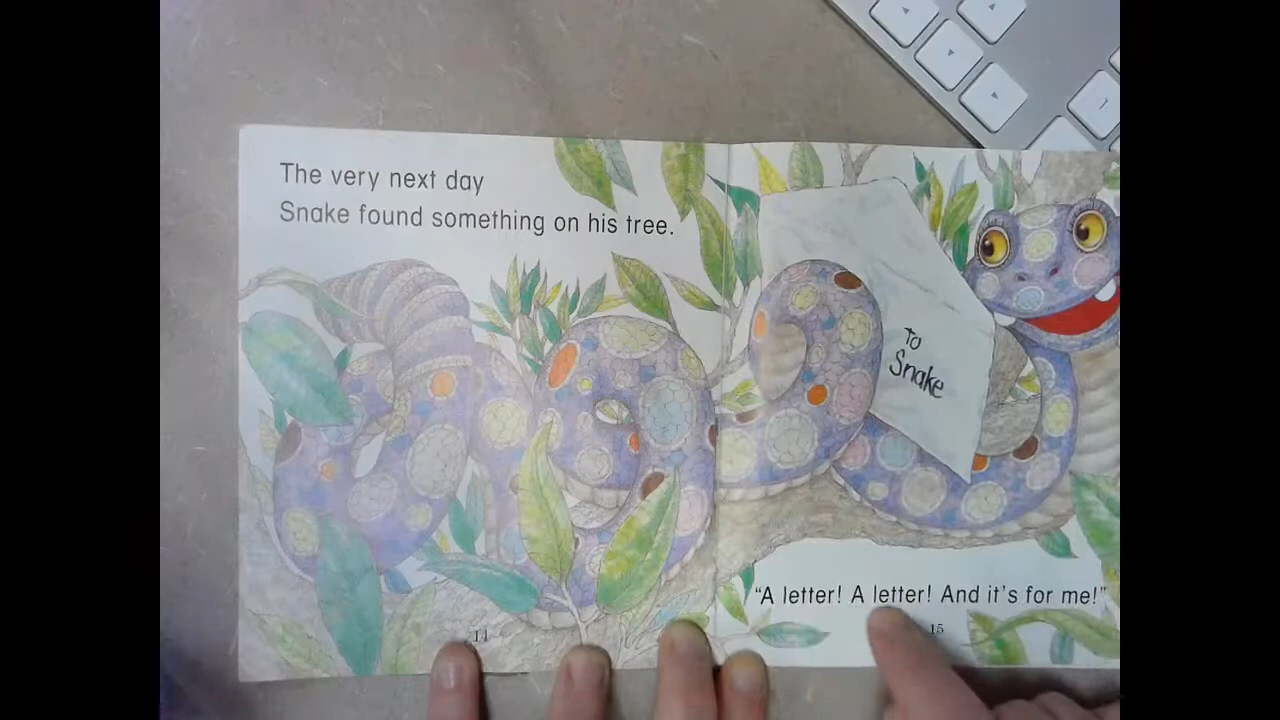 The very next day
Snake found something on his tree.
To
Snake
"A letter! A letter! And it's for me!"
14
15